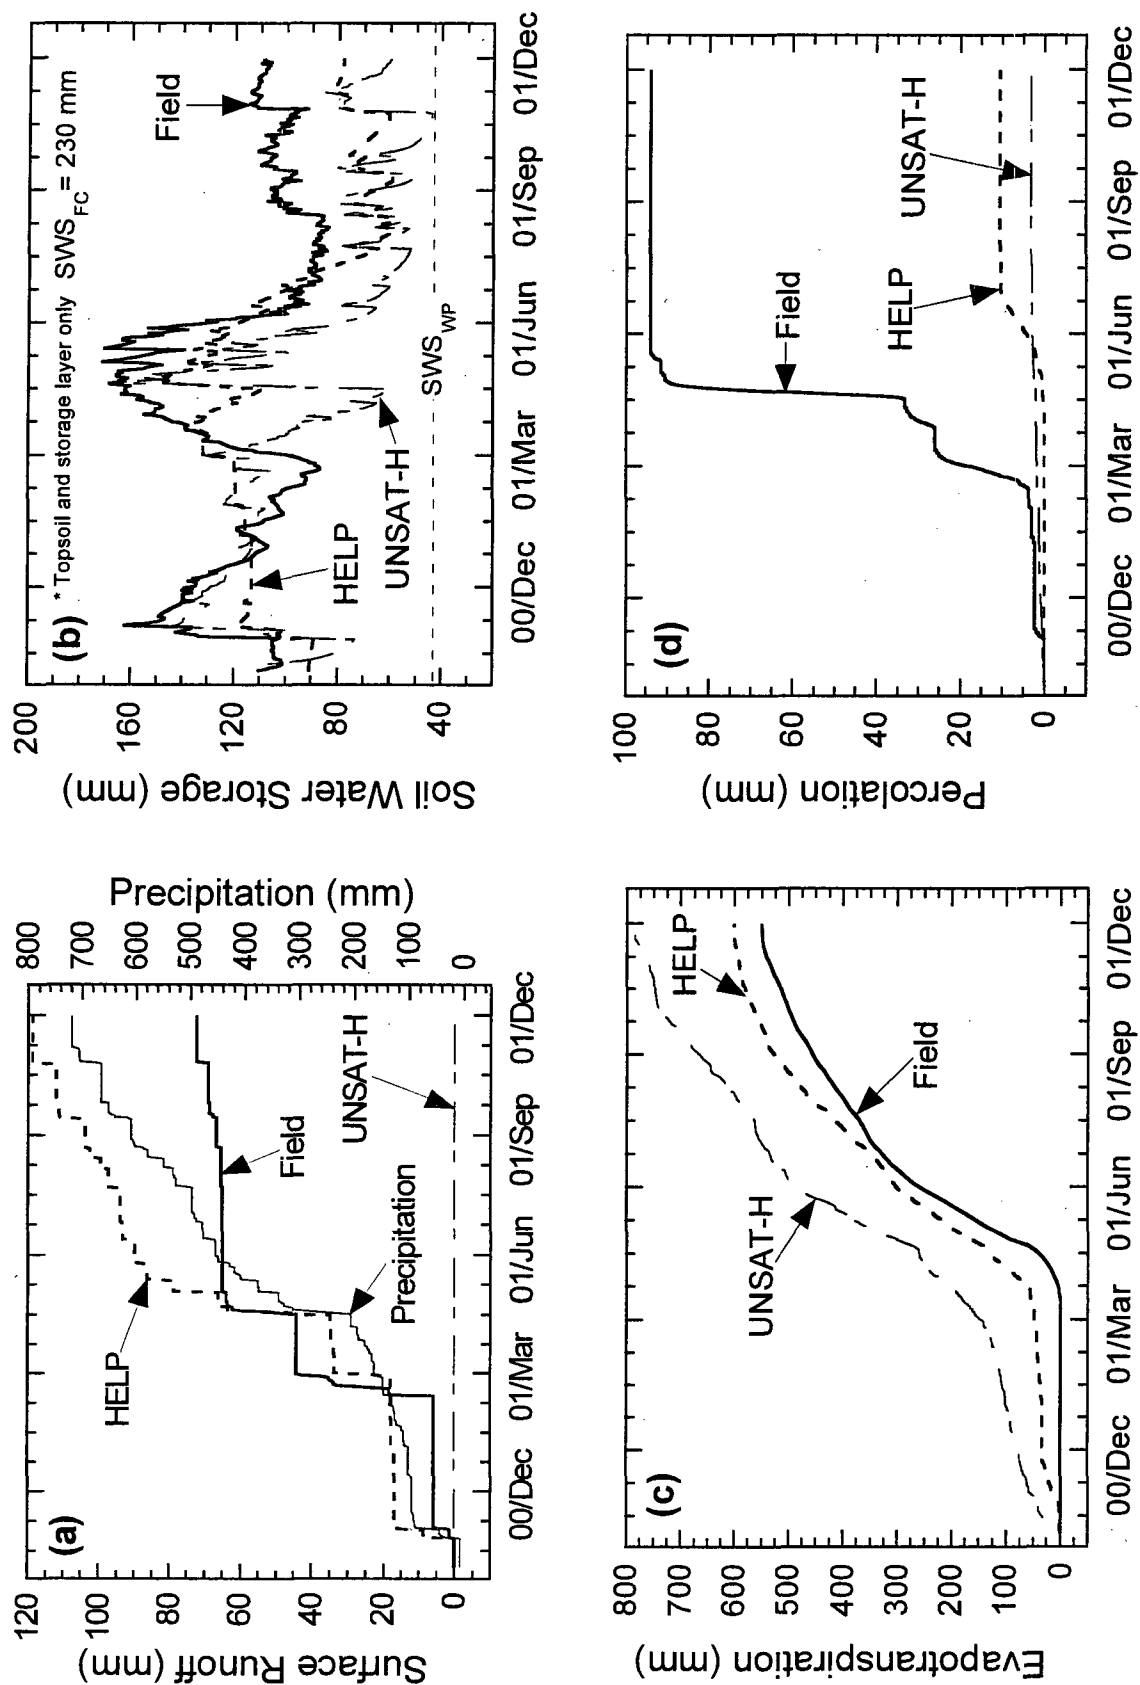 (a)
120
100
80
60
40
20
0
Surface Runoff (mm)
800
700
600
500
400
300
200
100
0
Precipitation (mm)
HELP
Field
Precipitation
UNSAT-H
00/Dec 01/Mar 01/Jun 01/Sep 01/Dec
(b)
* Topsoil and storage layer only SWS_FC = 230 mm
200
160
120
80
40
Soil Water Storage (mm)
Field
HELP
UNSAT-H
SWS_WP
00/Dec 01/Mar 01/Jun 01/Sep 01/Dec
(c)
800
700
600
500
400
300
200
100
0
Evapotranspiration (mm)
UNSAT-H
HELP
Field
00/Dec 01/Mar 01/Jun 01/Sep 01/Dec
(d)
100
80
60
40
20
0
Percolation (mm)
Field
HELP
UNSAT-H
00/Dec 01/Mar 01/Jun 01/Sep 01/Dec